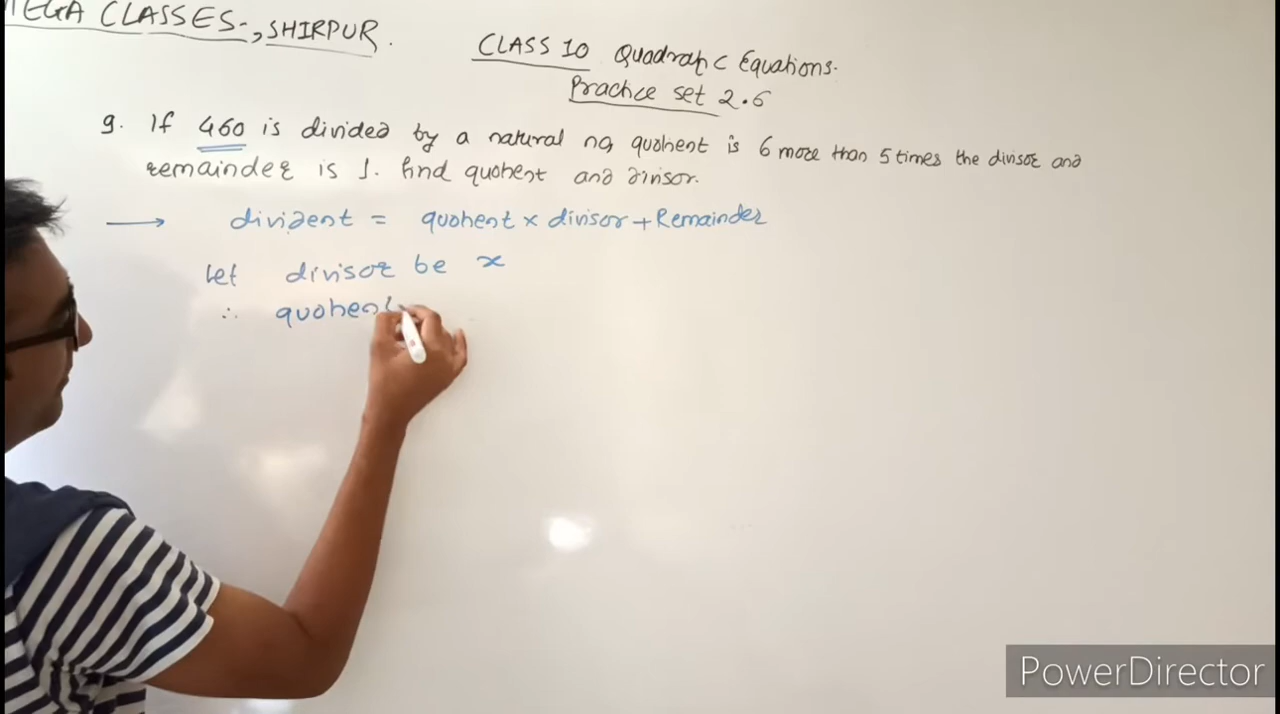 MEGA CLASSES-, SHIRPUR.
CLASS 10 Quadratic Equations.
Practice set 2.6
9. If 460 is divided by a natural no, quotient is 6 more than 5 times the divisor and
remainder is 1. find quotient and divisor.
→ divident = quotient × divisor + Remainder
let divisor be x
∴ quotient
PowerDirector